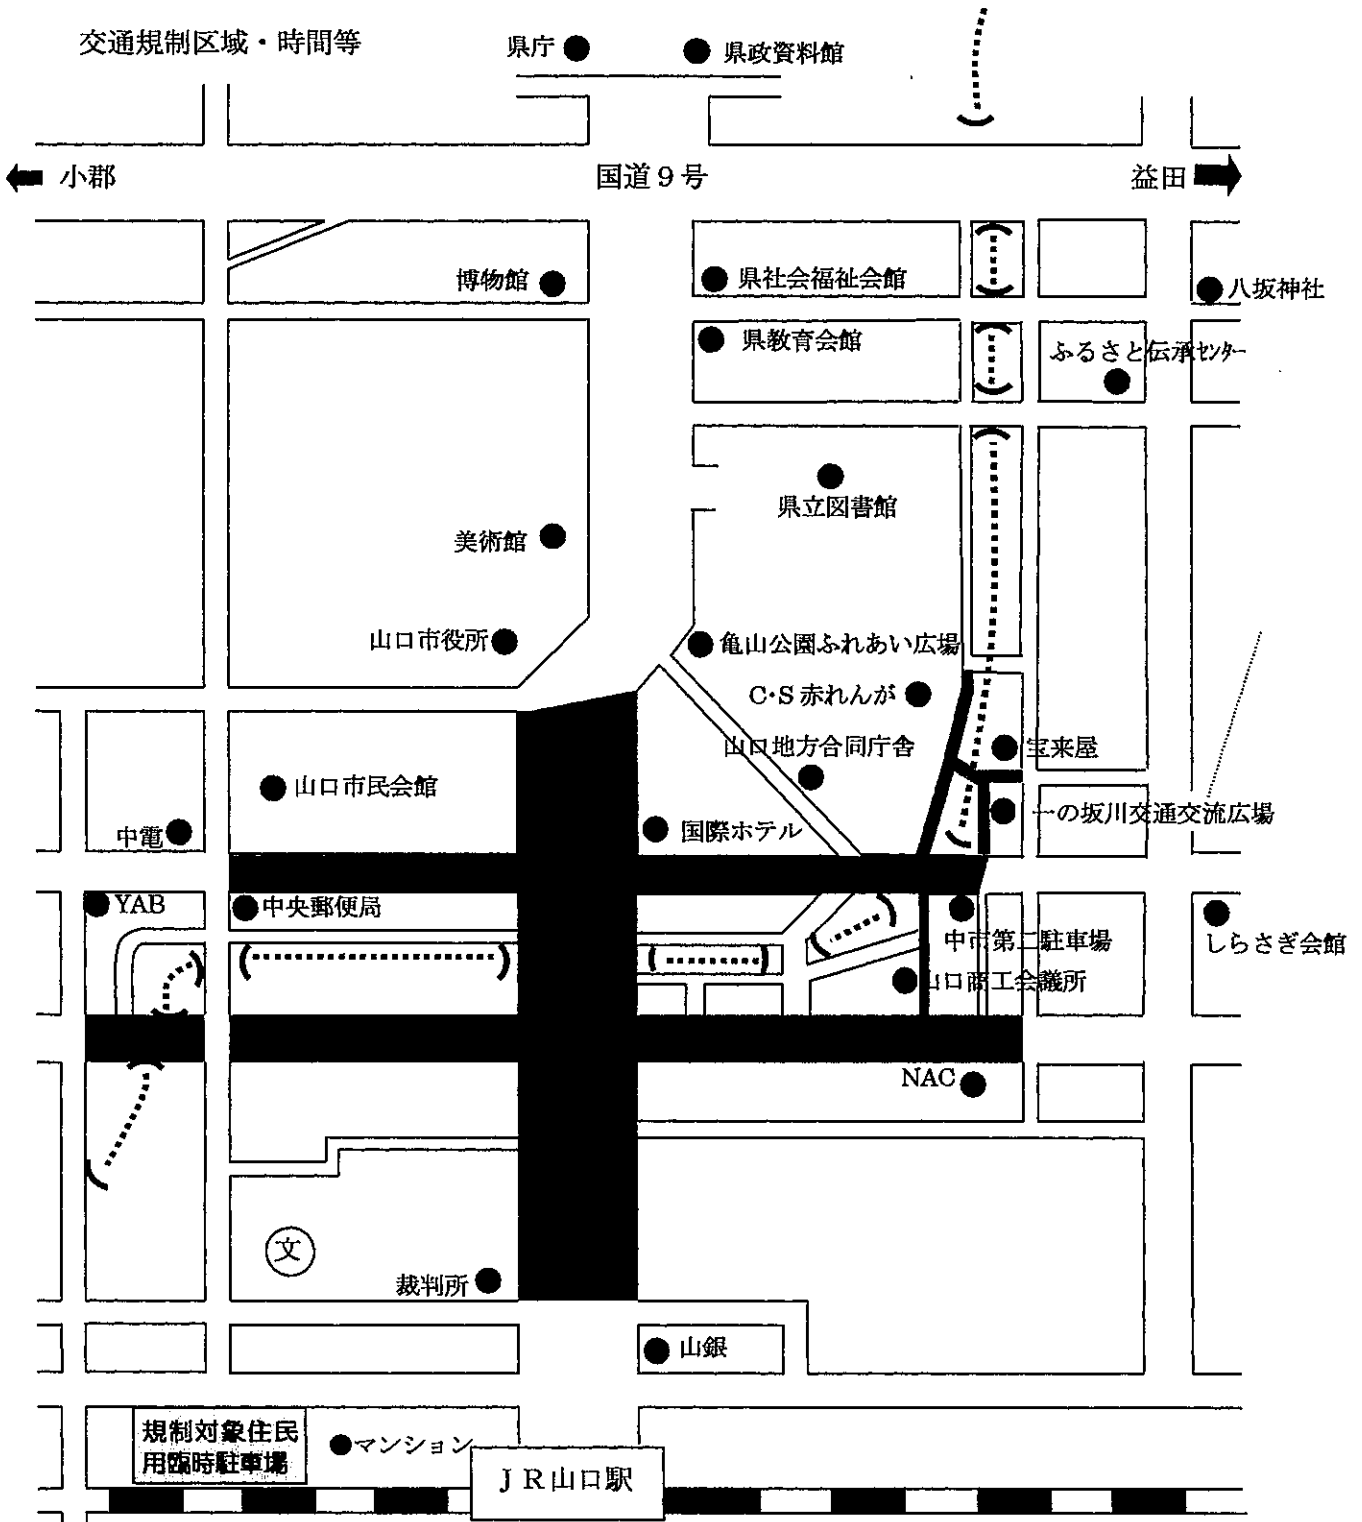 交通規制区域・時間等
県庁
県政資料館
小郡
国道９号
益田
博物館
県社会福祉会館
八坂神社
県教育会館
ふるさと伝承ｾﾝﾀｰ
県立図書館
美術館
山口市役所
亀山公園ふれあい広場
C・S赤れんが
山口地方合同庁舎
宝来屋
山口市民会館
一の坂川交通交流広場
中電
国際ホテル
YAB
中央郵便局
中市第二駐車場
しらさぎ会館
山口商工会議所
NAC
文
裁判所
山銀
規制対象住民
用臨時駐車場
マンション
ＪＲ山口駅